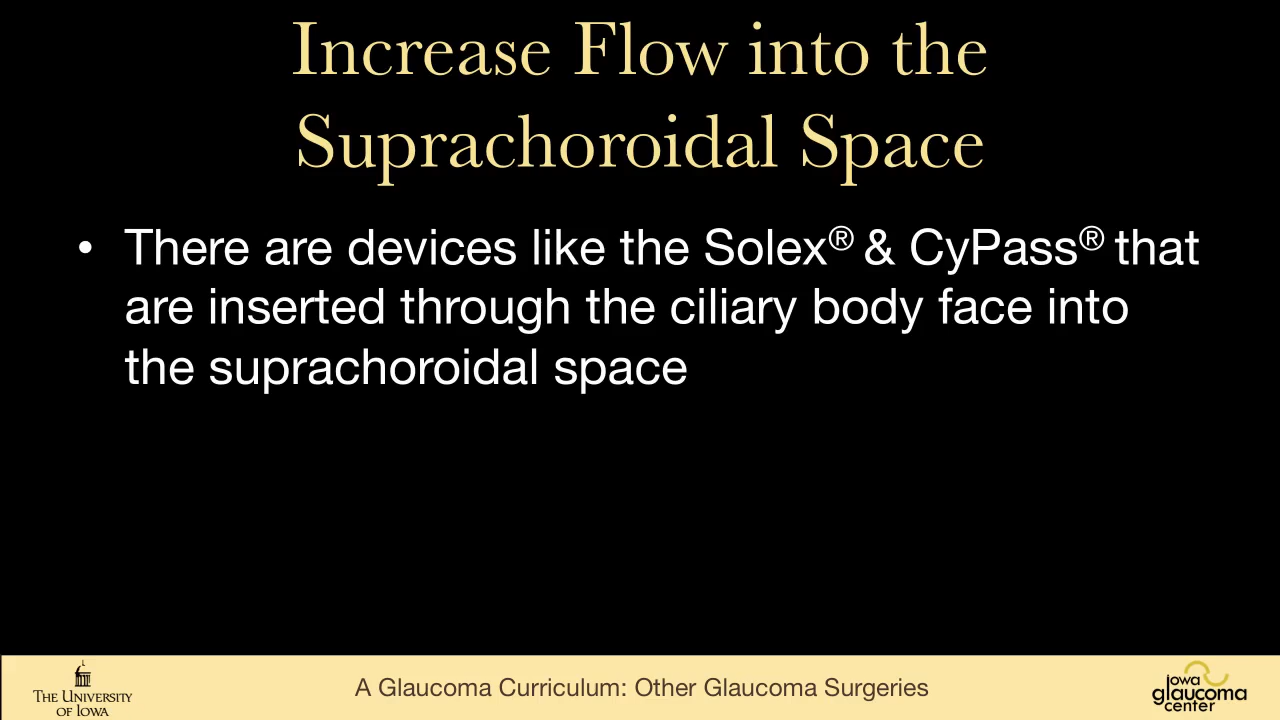 Increase Flow into the
Suprachoroidal Space
• There are devices like the Solex® & CyPass® that
are inserted through the ciliary body face into
the suprachoroidal space
THE UNIVERSITY
OF IOWA
A Glaucoma Curriculum: Other Glaucoma Surgeries
iowa
glaucoma
center